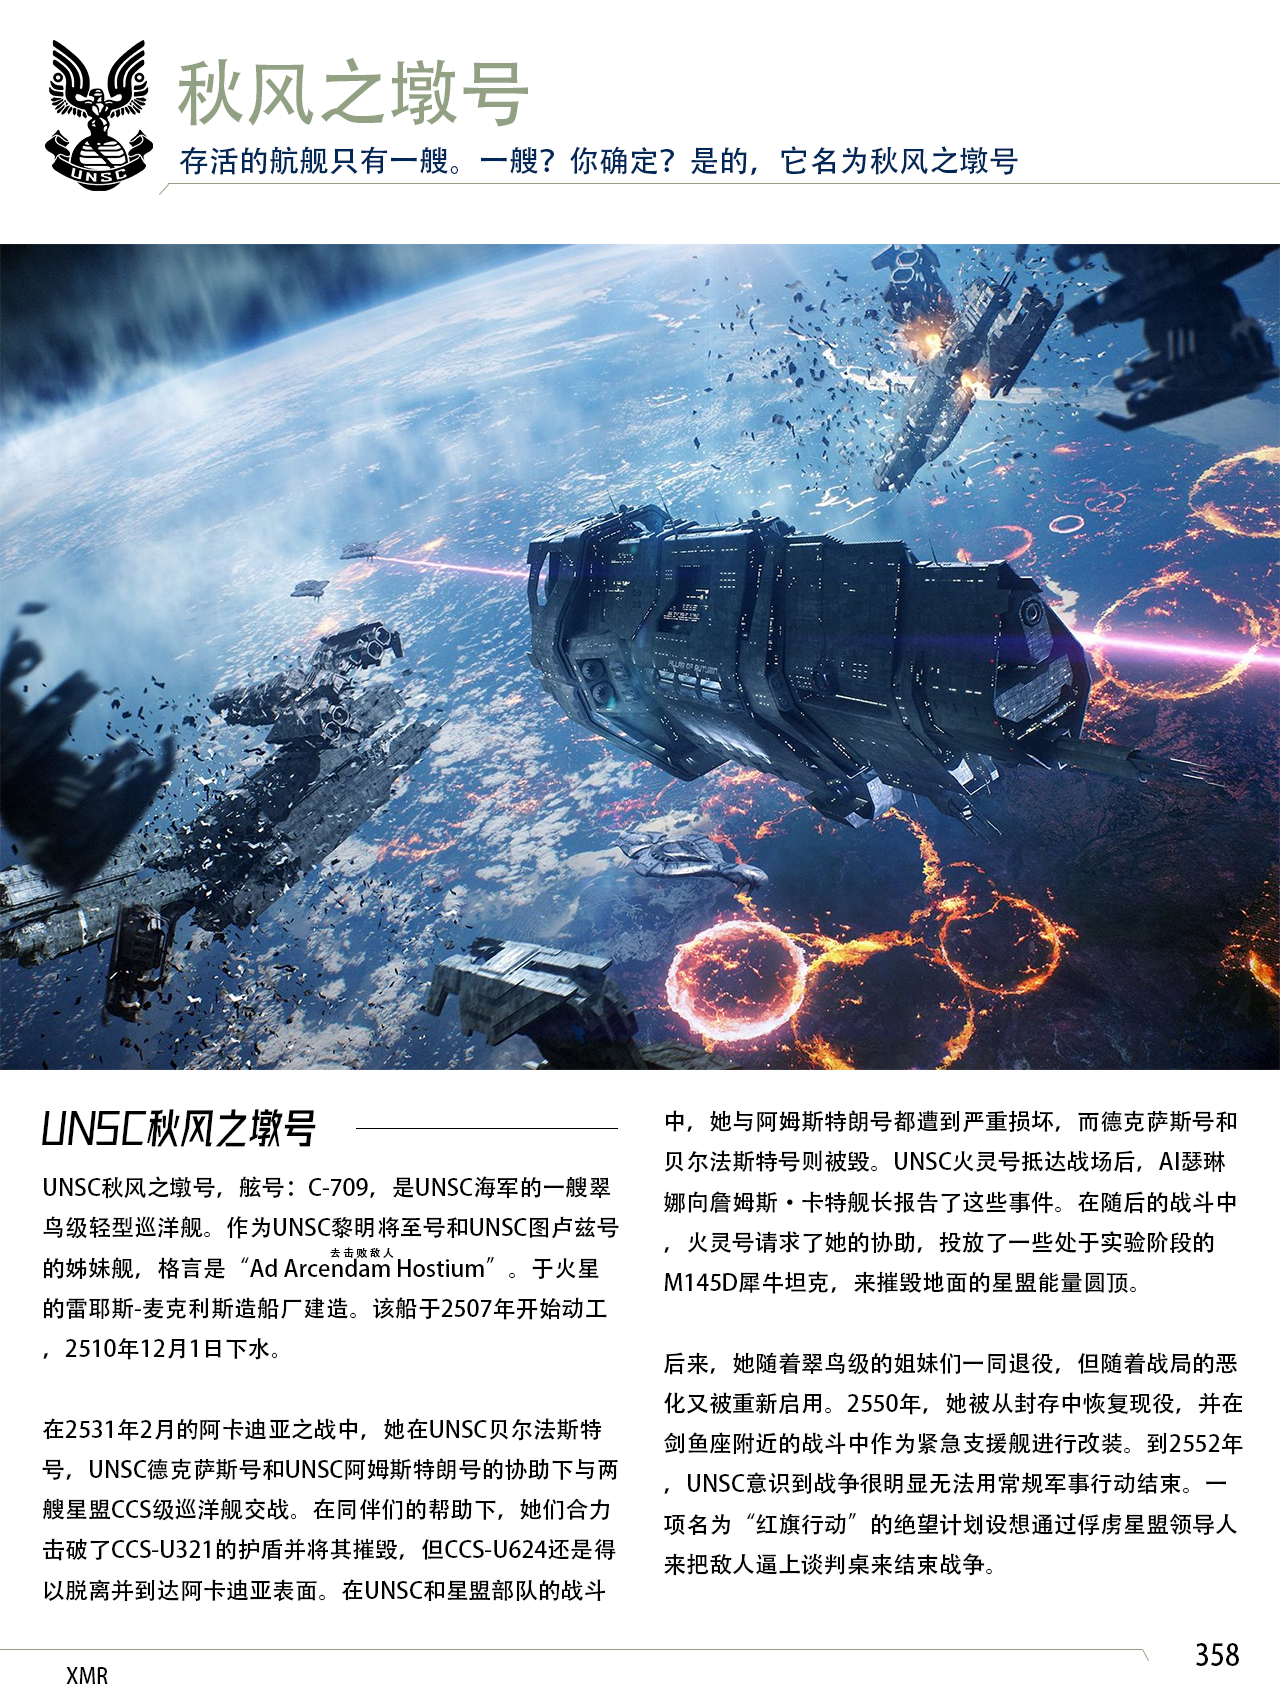 UNSC
秋风之墩号
存活的航舰只有一艘。一艘？你确定？是的，它名为秋风之墩号
PILLAR OF AUTUMN
UNSC秋风之墩号
UNSC秋风之墩号，舷号：C-709，是UNSC海军的一艘翠
鸟级轻型巡洋舰。作为UNSC黎明将至号和UNSC图卢兹号
去击败敌人
的姊妹舰，格言是“Ad Arcendam Hostium”。于火星
的雷耶斯-麦克利斯造船厂建造。该船于2507年开始动工
，2510年12月1日下水。
在2531年2月的阿卡迪亚之战中，她在UNSC贝尔法斯特
号，UNSC德克萨斯号和UNSC阿姆斯特朗号的协助下与两
艘星盟CCS级巡洋舰交战。在同伴们的帮助下，她们合力
击破了CCS-U321的护盾并将其摧毁，但CCS-U624还是得
以脱离并到达阿卡迪亚表面。在UNSC和星盟部队的战斗
中，她与阿姆斯特朗号都遭到严重损坏，而德克萨斯号和
贝尔法斯特号则被毁。UNSC火灵号抵达战场后，AI瑟琳
娜向詹姆斯·卡特舰长报告了这些事件。在随后的战斗中
，火灵号请求了她的协助，投放了一些处于实验阶段的
M145D犀牛坦克，来摧毁地面的星盟能量圆顶。
后来，她随着翠鸟级的姐妹们一同退役，但随着战局的恶
化又被重新启用。2550年，她被从封存中恢复现役，并在
剑鱼座附近的战斗中作为紧急支援舰进行改装。到2552年
，UNSC意识到战争很明显无法用常规军事行动结束。一
项名为“红旗行动”的绝望计划设想通过俘虏星盟领导人
来把敌人逼上谈判桌来结束战争。
358
XMR